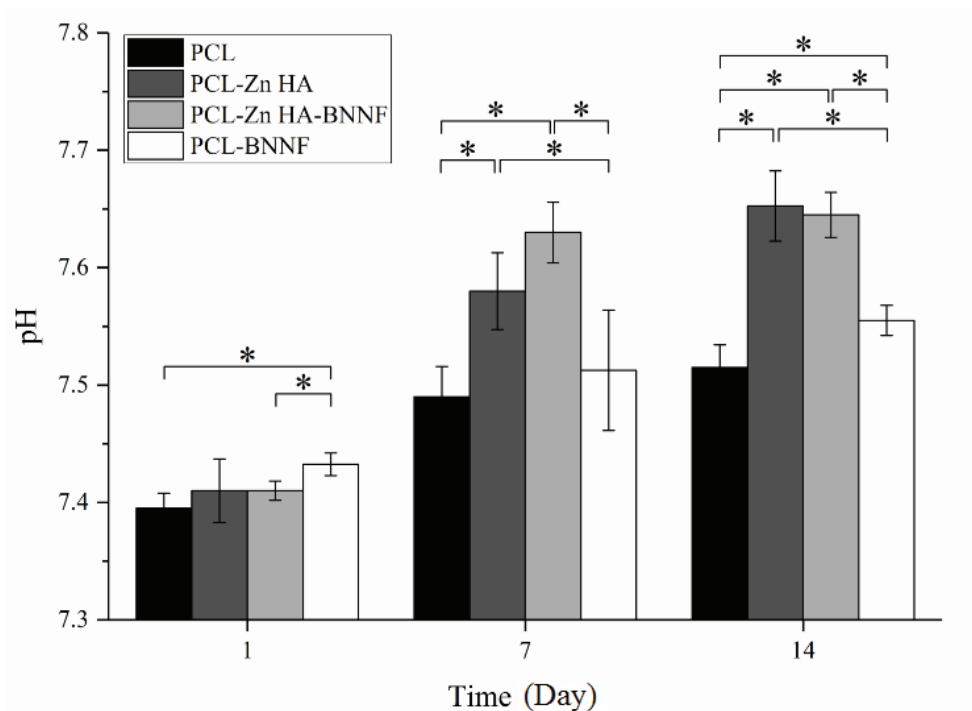 7.8
7.7
7.6
7.5
7.4
7.3
pH
PCL
PCL-Zn HA
PCL-Zn HA-BNNF
PCL-BNNF
* *
* * * *
* * * *
*
*
1 7 14
Time (Day)